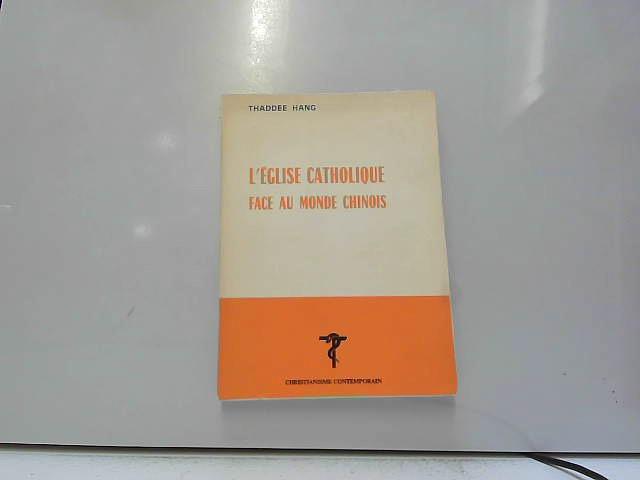 THADDEE HANG
L'ÉGLISE CATHOLIQUE
FACE AU MONDE CHINOIS
CHRISTIANISME CONTEMPORAIN